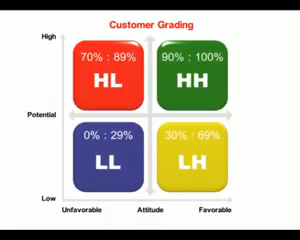 Customer Grading
High
70% : 89%
HL
90% : 100%
HH
Potential
0% : 29%
LL
30% : 69%
LH
Low
Unfavorable
Attitude
Favorable